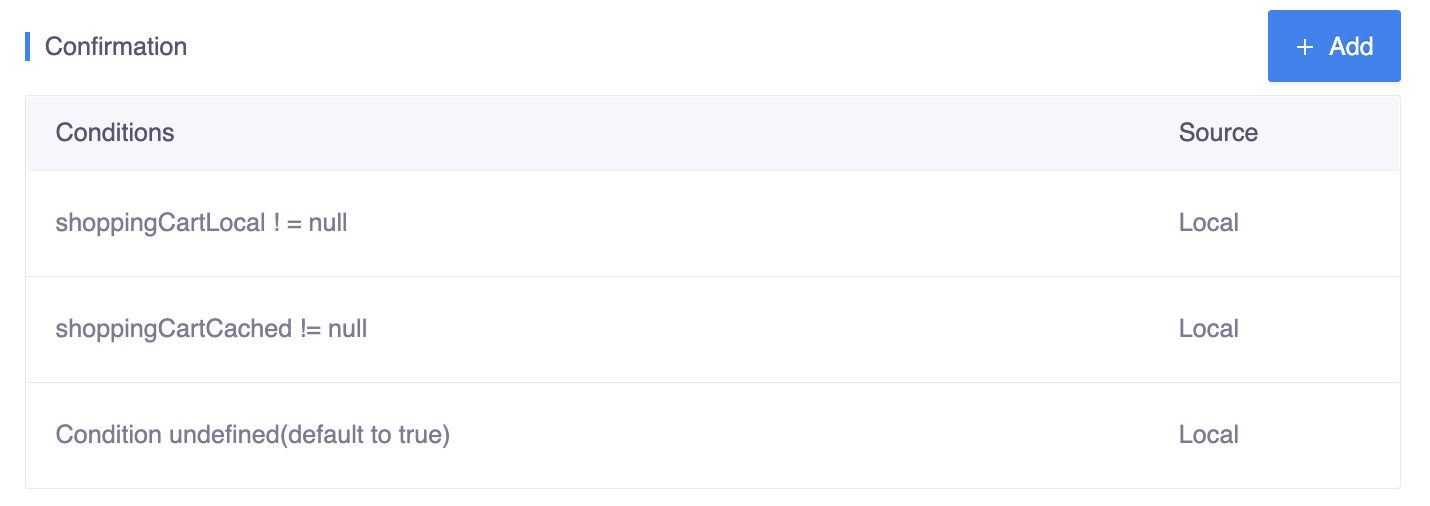 Confirmation
+ Add
Conditions Source
shoppingCartLocal ! = null Local
shoppingCartCached != null Local
Condition undefined(default to true) Local